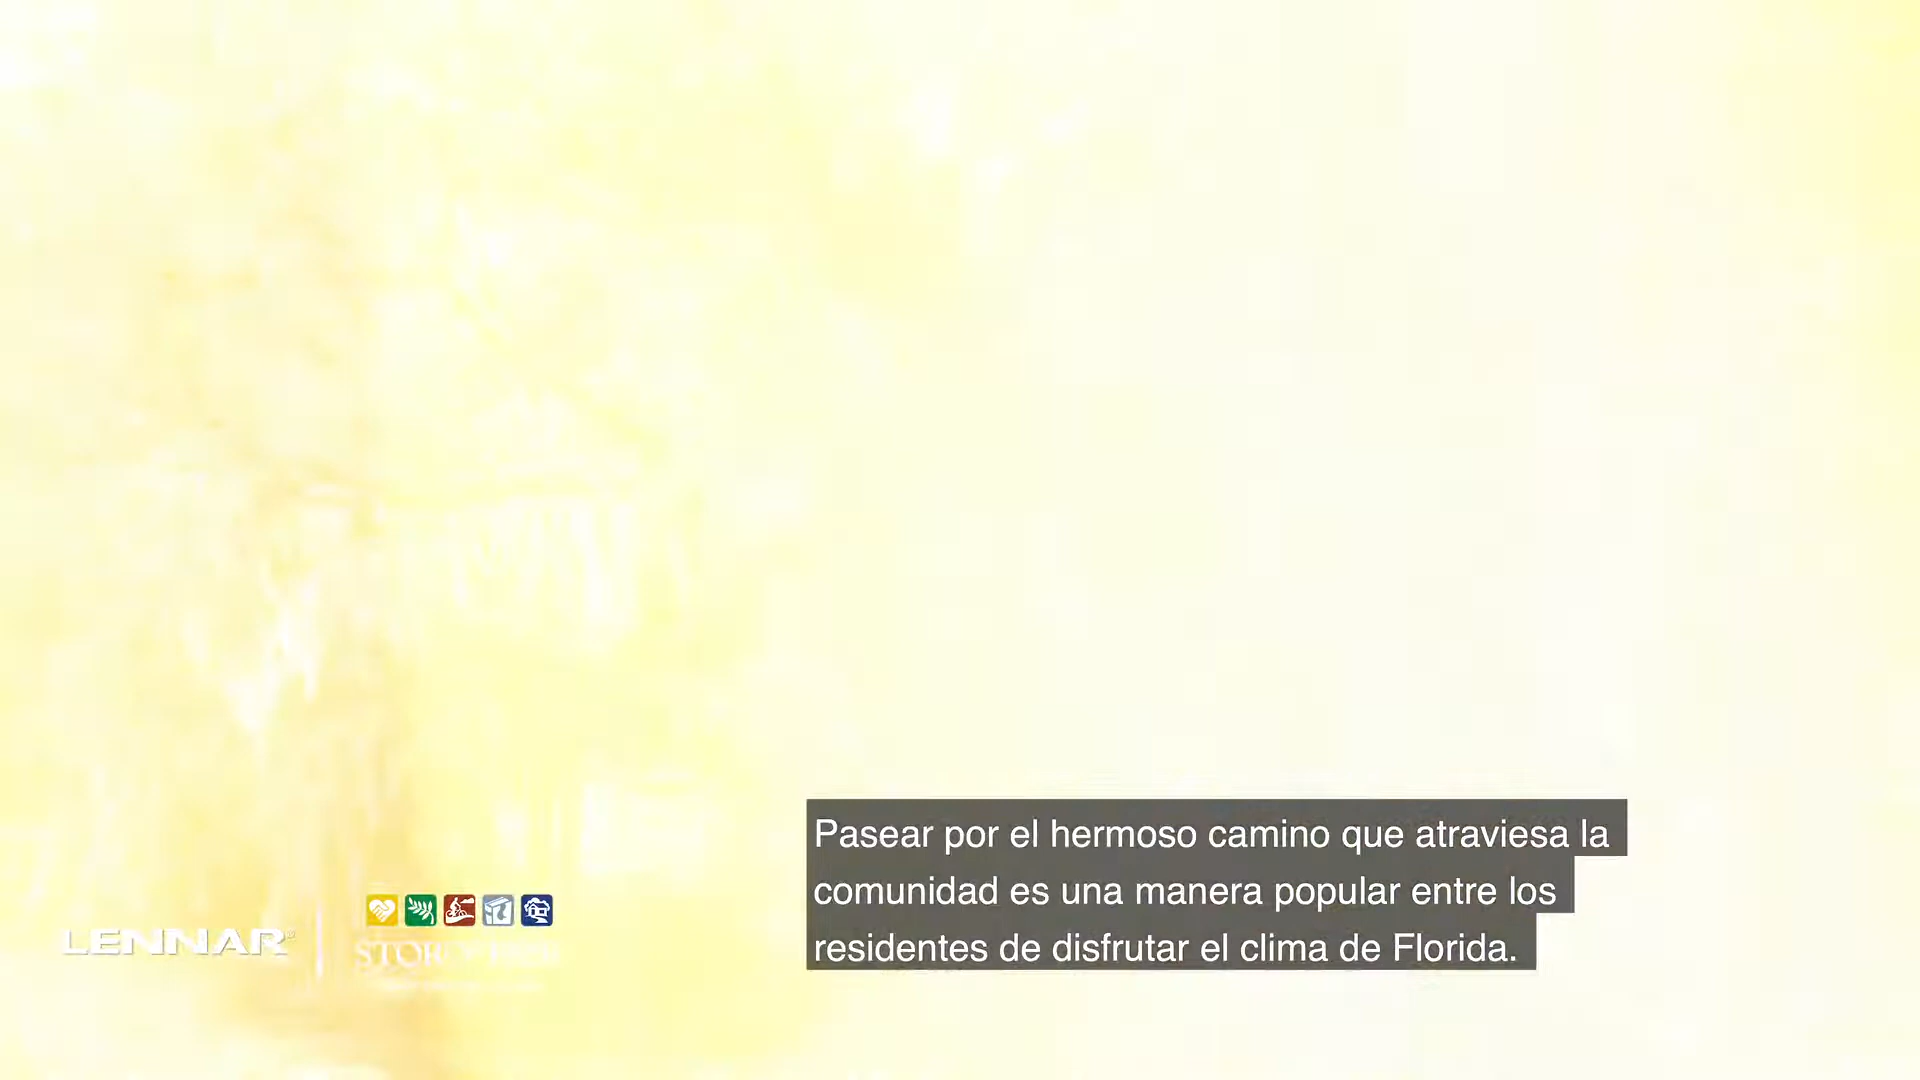 Pasear por el hermoso camino que atraviesa la
comunidad es una manera popular entre los
residentes de disfrutar el clima de Florida.
LENNAR